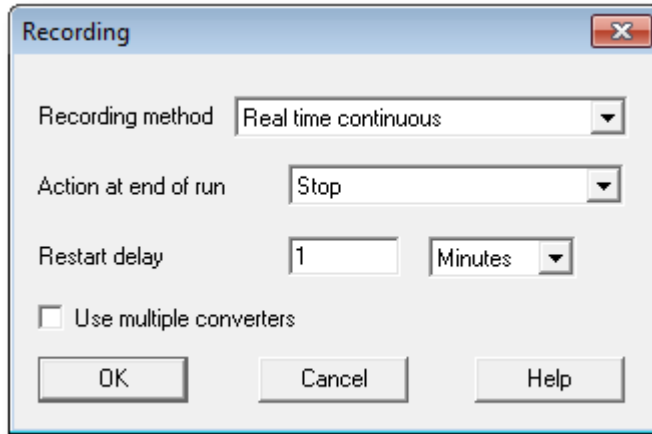 Recording
Recording method Real time continuous
Action at end of run Stop
Restart delay 1 Minutes
Use multiple converters
OK Cancel Help